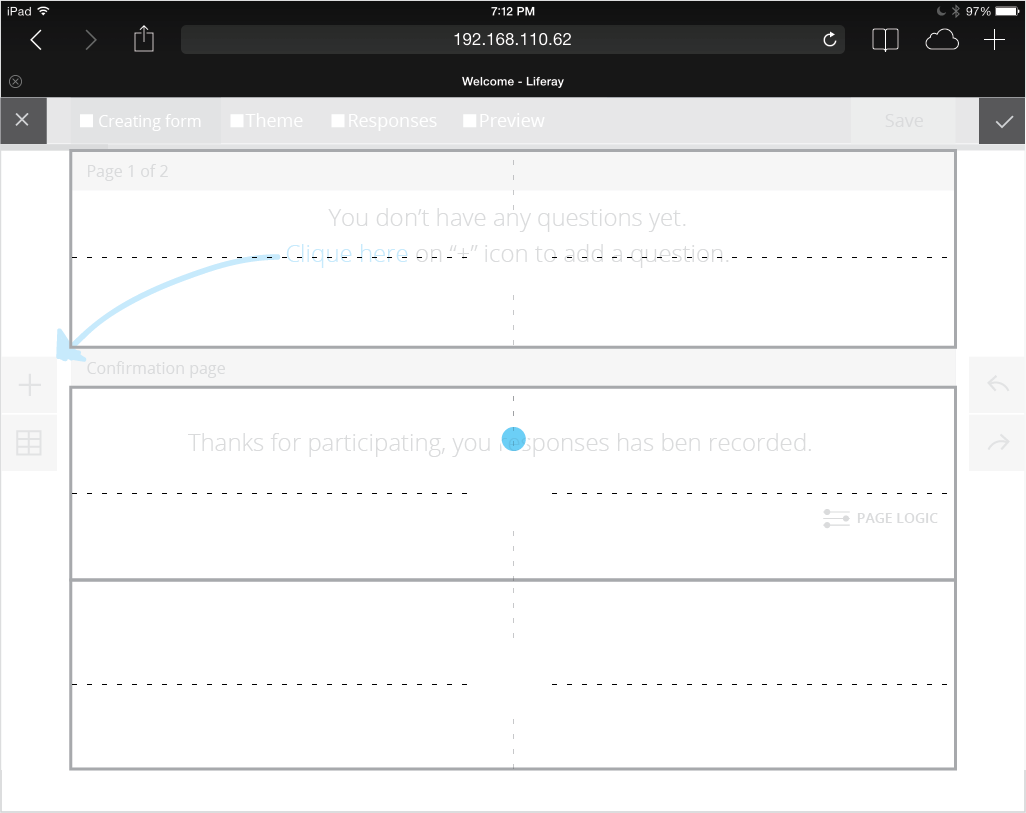 iPad 7:12 PM 97%
192.168.110.62
Welcome - Liferay
Creating form Theme Responses Preview Save
Page 1 of 2
You don’t have any questions yet.
Clique here on “+” icon to add a question.
Confirmation page
Thanks for participating, you responses has ben recorded.
PAGE LOGIC